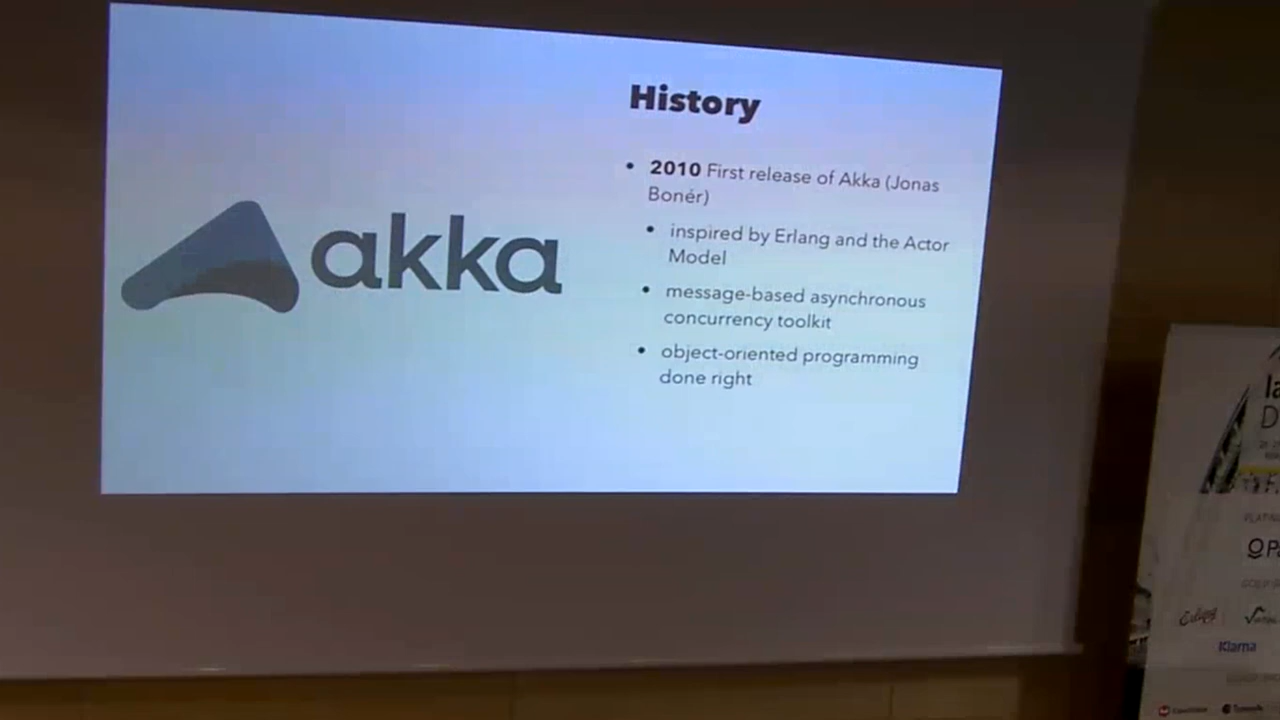 akka
History
• 2010 First release of Akka (Jonas
Bonér)
• inspired by Erlang and the Actor
Model
• message-based asynchronous
concurrency toolkit
• object-oriented programming
done right
Klarna